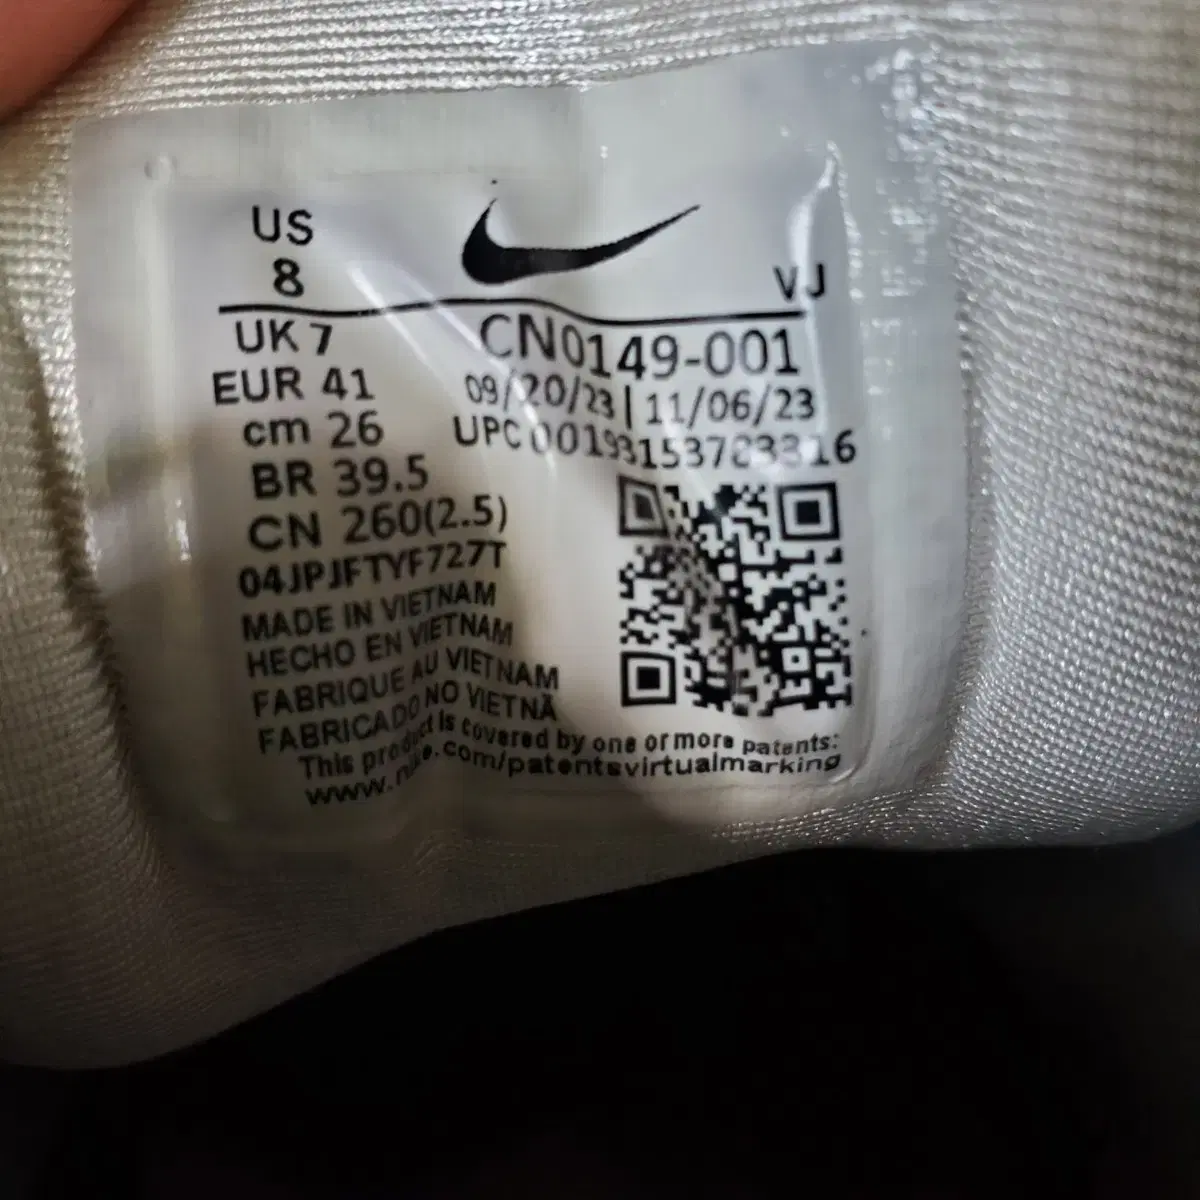 US
8
VJ
UK 7
EUR 41
cm 26
BR 39.5
CN 260(2.5)
CN0149-001
09/20/23 | 11/06/23
UPC
04JPJFTYF727T
MADE IN VIETNAM
HECHO EN VIETNAM
FABRIQUE AU VIETNAM
FABRICADO NO VIETNÃ
This product is covered by one or more patents:
www.nike.com/patentsvirtualmarking